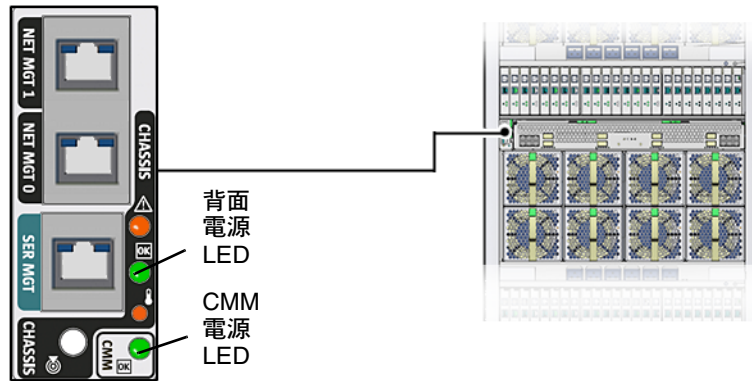 NET MGT 1
NET MGT 0
CHASSIS
SER MGT
OK
CHASSIS
CMM
OK
背面
電源
LED
CMM
電源
LED